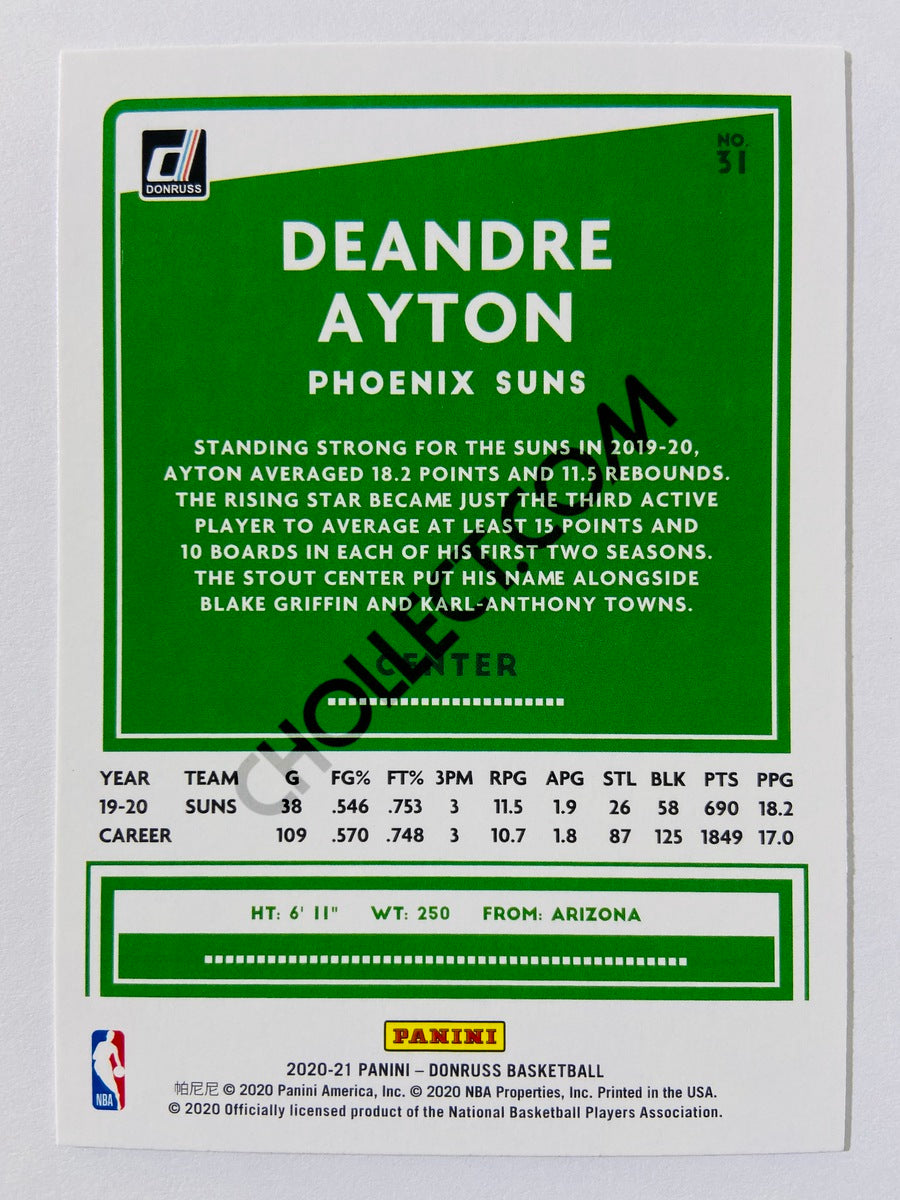 DONRUSS
NO.
31
DEANDRE
AYTON
PHOENIX SUNS
STANDING STRONG FOR THE SUNS IN 2019-20,
AYTON AVERAGED 18.2 POINTS AND 11.5 REBOUNDS.
THE RISING STAR BECAME JUST THE THIRD ACTIVE
PLAYER TO AVERAGE AT LEAST 15 POINTS AND
10 BOARDS IN EACH OF HIS FIRST TWO SEASONS.
THE STOUT CENTER PUT HIS NAME ALONGSIDE
BLAKE GRIFFIN AND KARL-ANTHONY TOWNS.
CENTER
CHOLLECT.COM
YEAR TEAM G FG% FT% 3PM RPG APG STL BLK PTS PPG
19-20 SUNS 38 .546 .753 3 11.5 1.9 26 58 690 18.2
CAREER 109 .570 .748 3 10.7 1.8 87 125 1849 17.0
HT: 6' 11" WT: 250 FROM: ARIZONA
PANINI
NBA
2020-21 PANINI – DONRUSS BASKETBALL
帕尼尼 © 2020 Panini America, Inc. © 2020 NBA Properties, Inc. Printed in the USA.
© 2020 Officially licensed product of the National Basketball Players Association.